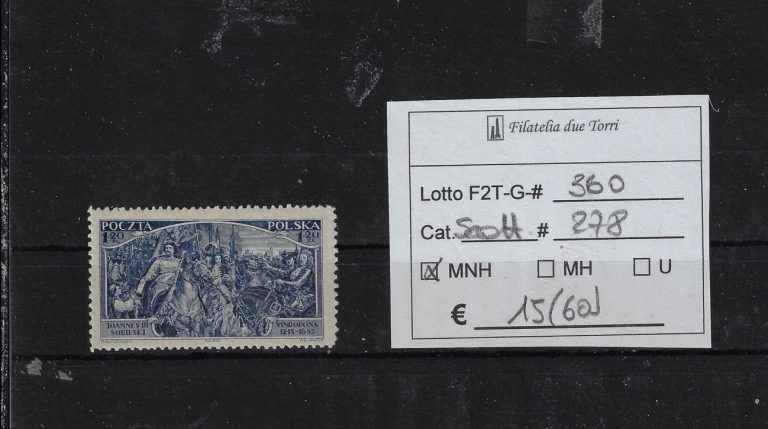 POCZTA POLSKA
1.20 1.20
IOANNES III VINDOBONA
SOBIESKI 12·IX·1683
Filatelia due Torri
Lotto F2T-G-# 360
Cat. Scott # 278
MNH MH U
€ 15/60